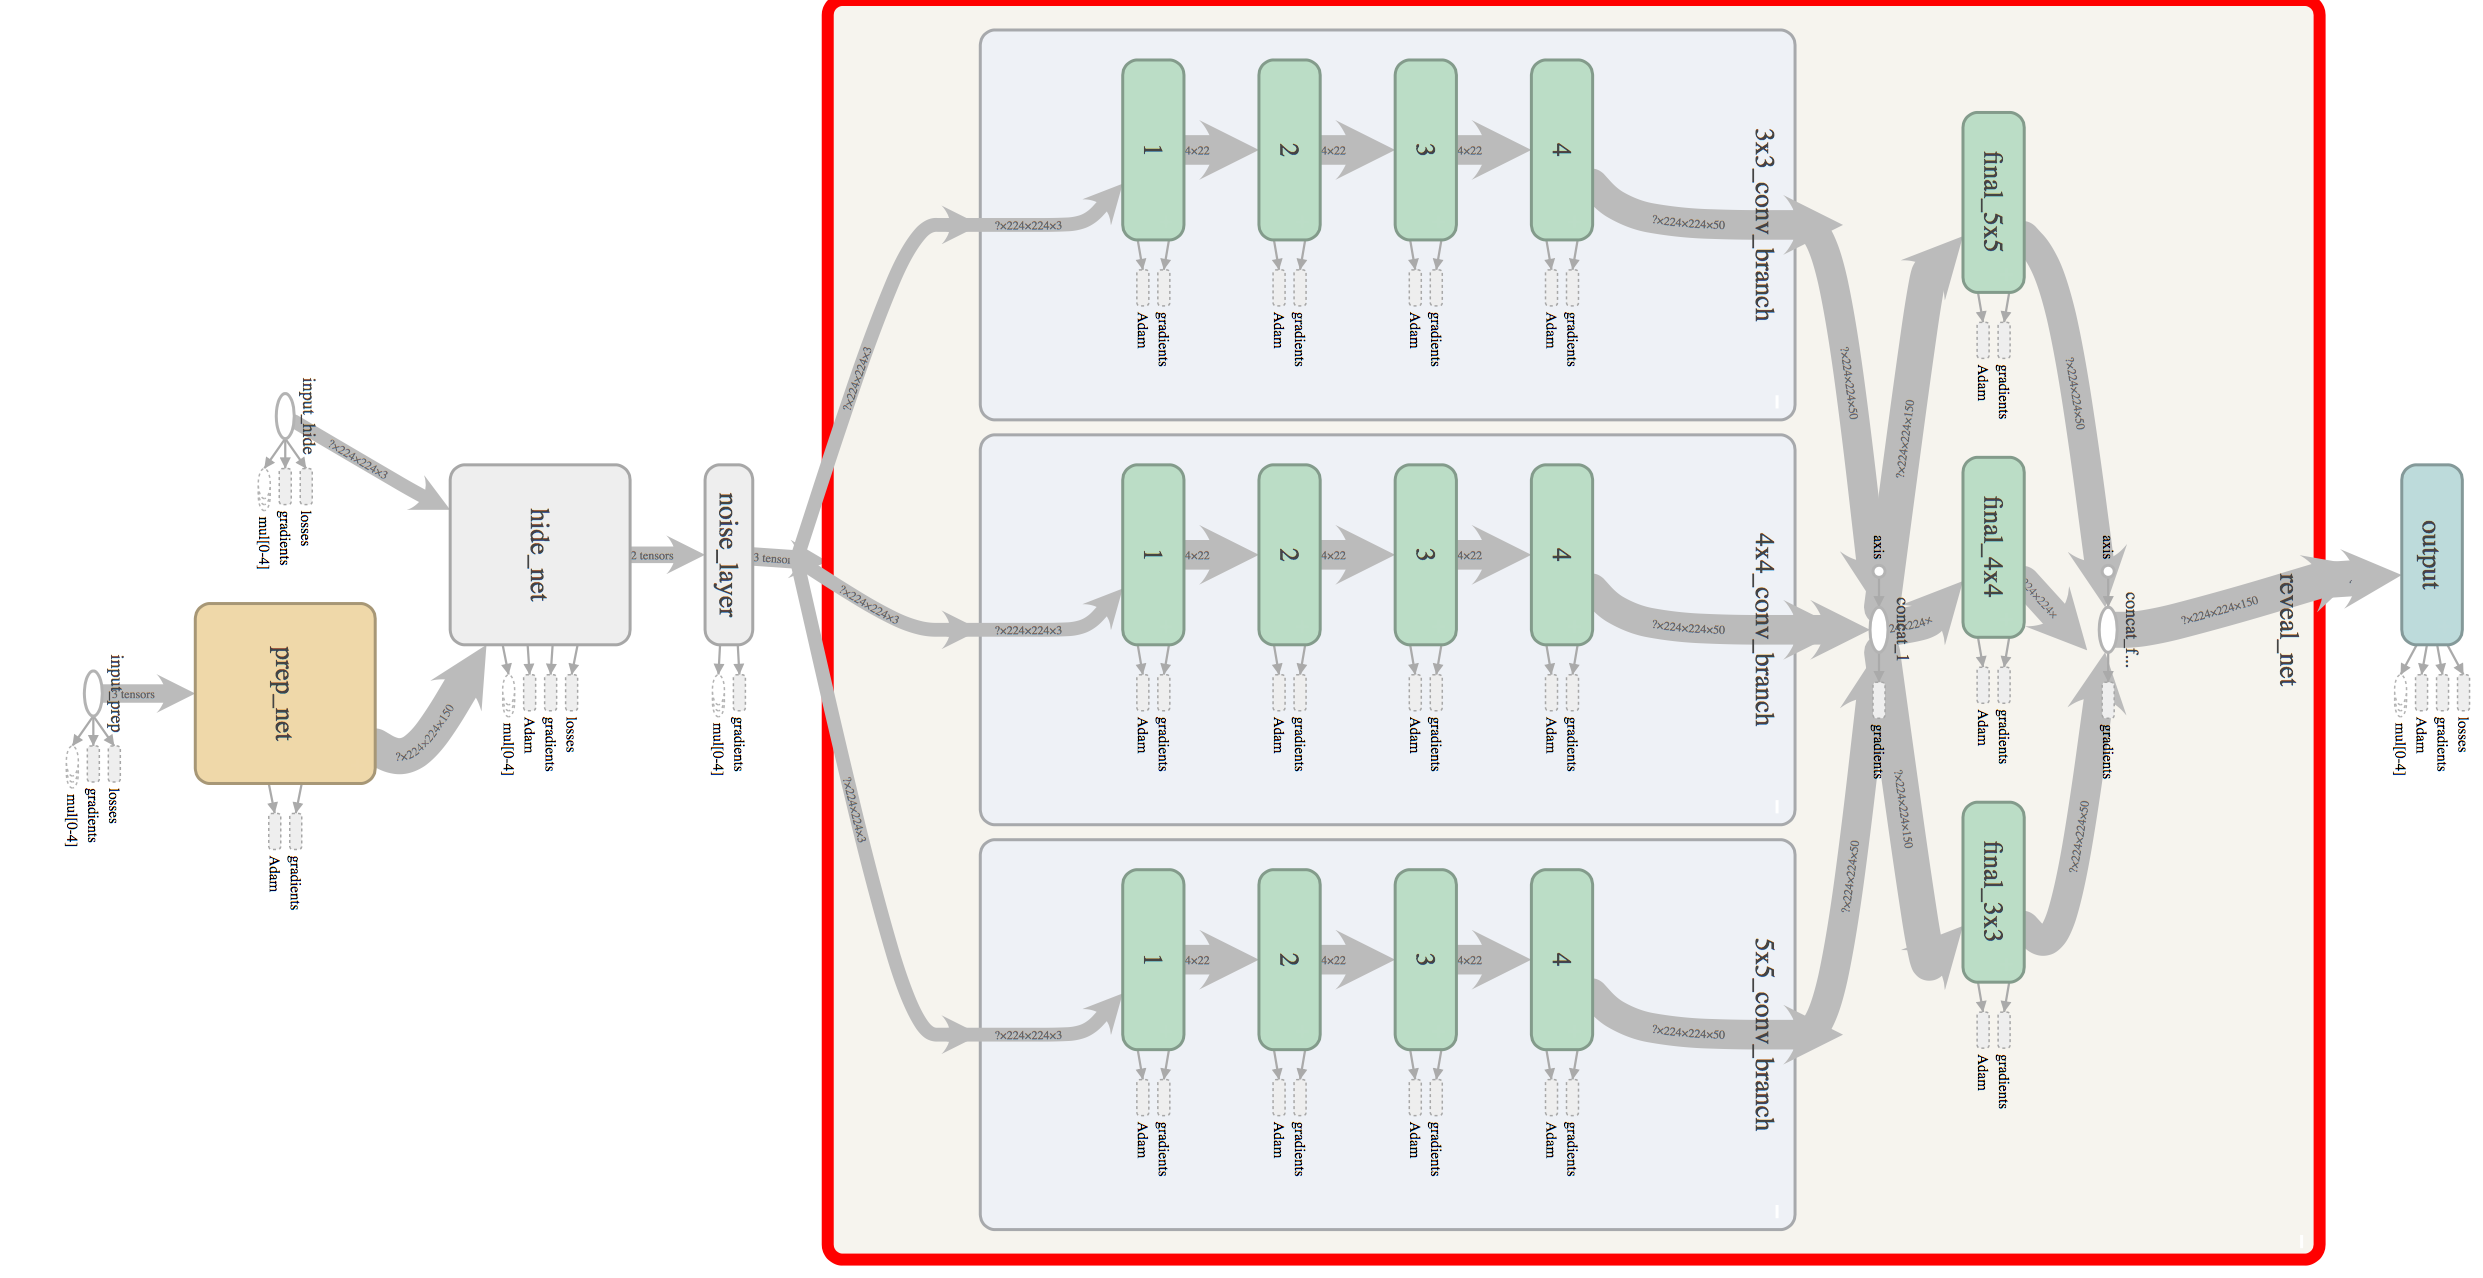 input_prep
3 tensors
losses
gradients
mul[0-4]
prep_net
gradients
Adam
?×224×224×150
input_hide
?×224×224×3
losses
gradients
mul[0-4]
hide_net
losses
gradients
Adam
mul[0-4]
2 tensors
noise_layer
gradients
mul[0-4]
3 tensor
?×224×224×3
?×224×224×3
?×224×224×3
3x3_conv_branch
?×224×224×3
1
gradients
Adam
4×22
2
gradients
Adam
4×22
3
gradients
Adam
4×22
4
gradients
Adam
?×224×224×50
4x4_conv_branch
?×224×224×3
1
gradients
Adam
4×22
2
gradients
Adam
4×22
3
gradients
Adam
4×22
4
gradients
Adam
?×224×224×50
5x5_conv_branch
?×224×224×3
1
gradients
Adam
4×22
2
gradients
Adam
4×22
3
gradients
Adam
4×22
4
gradients
Adam
?×224×224×50
?×224×224×50
?×224×224×50
axis
concat_1
gradients
?×224×224×150
24×224×
?×224×224×150
final_5x5
gradients
Adam
final_4x4
gradients
Adam
final_3x3
gradients
Adam
?×224×224×50
224×224×
?×224×224×50
axis
concat_f...
gradients
?×224×224×150
reveal_net
output
losses
gradients
Adam
mul[0-4]